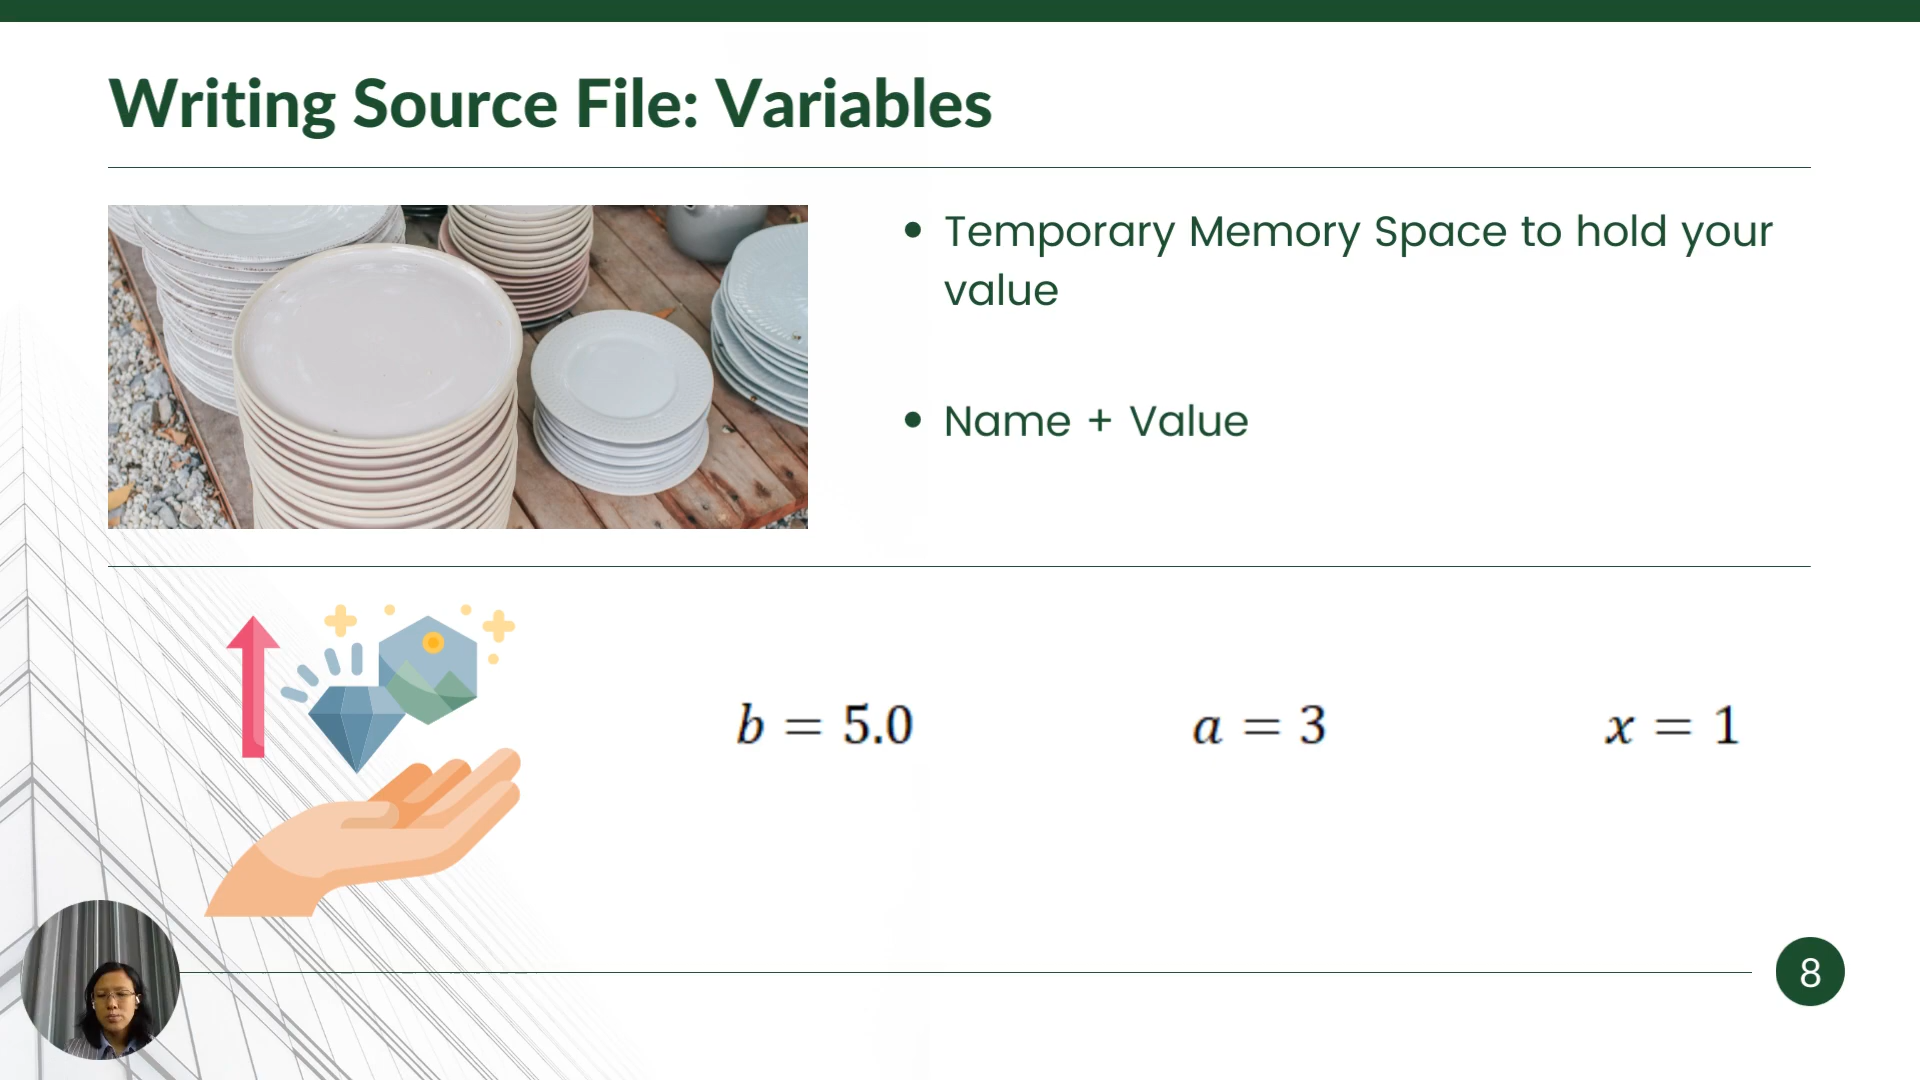 Writing Source File: Variables
• Temporary Memory Space to hold your
value
• Name + Value
b = 5.0
a = 3
x = 1
8